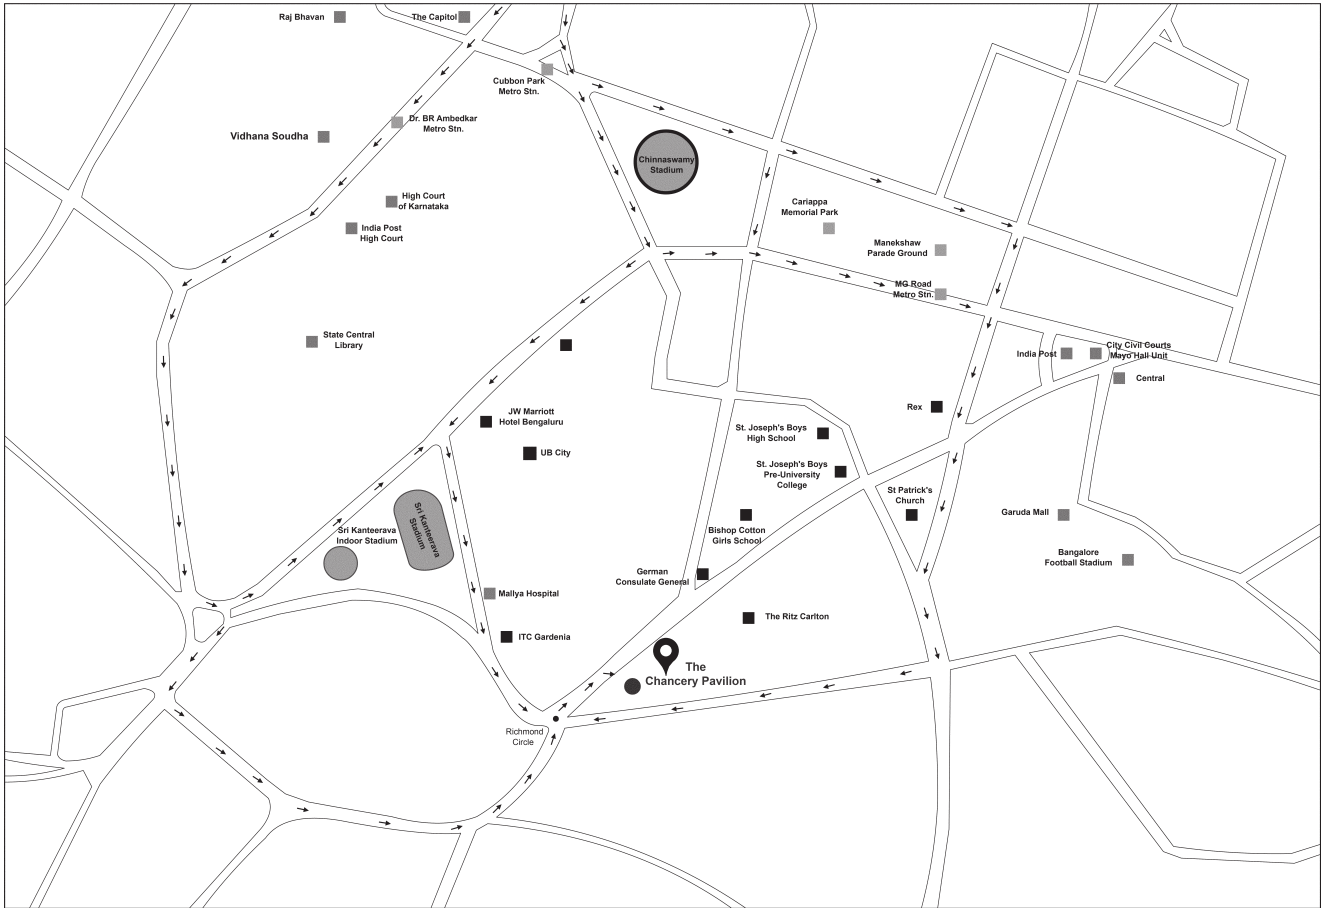 Raj Bhavan
The Capitol
Cubbon Park
Metro Stn.
Dr. BR Ambedkar
Metro Stn.
Vidhana Soudha
Chinnaswamy
Stadium
High Court
of Karnataka
India Post
High Court
Cariappa
Memorial Park
Manekshaw
Parade Ground
MG Road
Metro Stn.
State Central
Library
India Post
City Civil Courts
Mayo Hall Unit
Central
Rex
JW Marriott
Hotel Bengaluru
UB City
St. Joseph's Boys
High School
St. Joseph's Boys
Pre-University
College
St Patrick's
Church
Garuda Mall
Bangalore
Football Stadium
Bishop Cotton
Girls School
Sri Kanteerava
Stadium
Sri Kanteerava
Indoor Stadium
German
Consulate General
Mallya Hospital
The Ritz Carlton
ITC Gardenia
The
Chancery Pavilion
Richmond
Circle